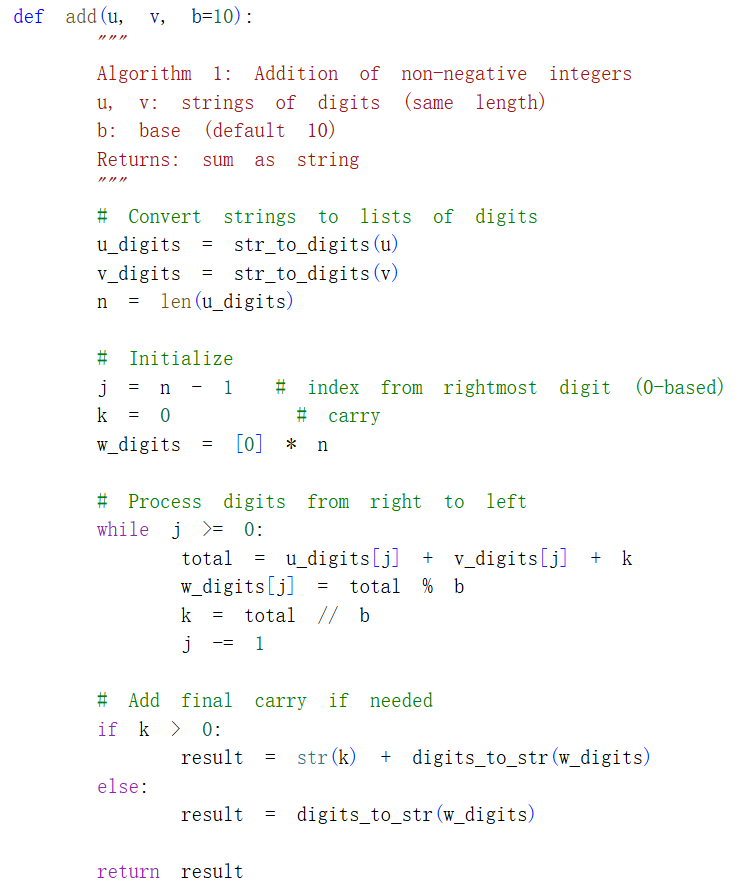 def add(u, v, b=10):
"""
Algorithm 1: Addition of non-negative integers
u, v: strings of digits (same length)
b: base (default 10)
Returns: sum as string
"""
# Convert strings to lists of digits
u_digits = str_to_digits(u)
v_digits = str_to_digits(v)
n = len(u_digits)
# Initialize
j = n - 1 # index from rightmost digit (0-based)
k = 0 # carry
w_digits = [0] * n
# Process digits from right to left
while j >= 0:
total = u_digits[j] + v_digits[j] + k
w_digits[j] = total % b
k = total // b
j -= 1
# Add final carry if needed
if k > 0:
result = str(k) + digits_to_str(w_digits)
else:
result = digits_to_str(w_digits)
return result